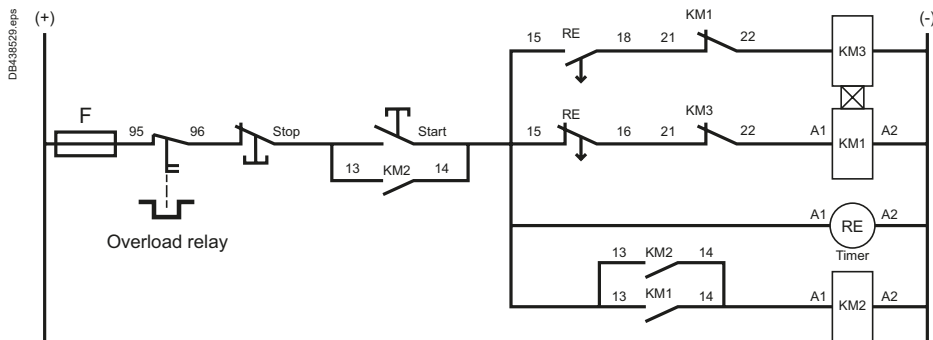 DB438529.eps
(+)
(-)
KM1
15
RE
18
21
22
KM3
F
95
96
Stop
Start
15
RE
16
21
KM3
22
A1
KM1
A2
13
KM2
14
Overload relay
A1
RE
A2
Timer
13
KM2
14
13
KM1
14
A1
KM2
A2